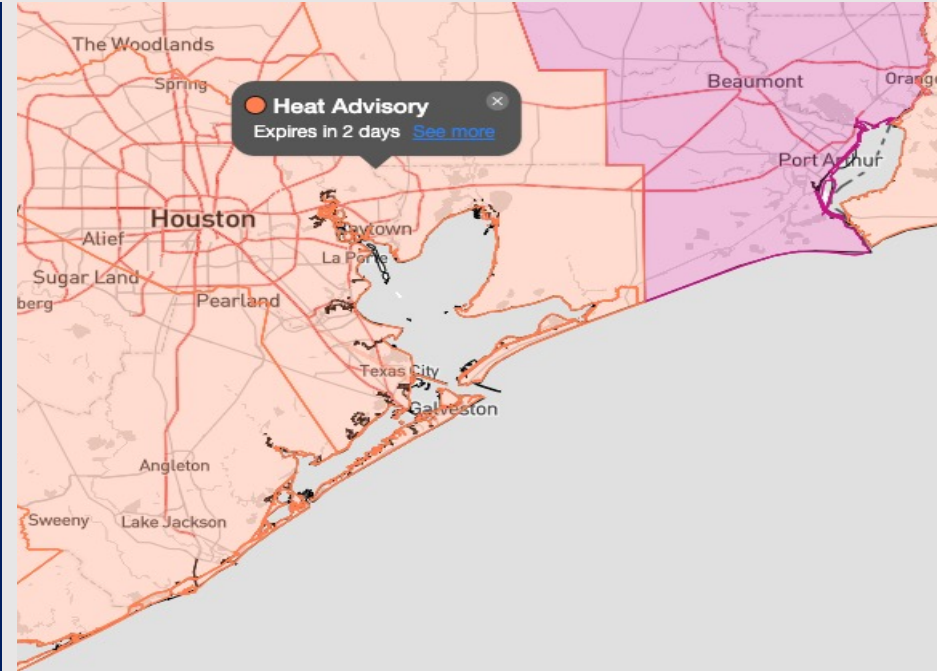 The Woodlands
Spring
Beaumont
Orange
Heat Advisory
Expires in 2 days See more
Port Arthur
Houston
Baytown
Alief
La Porte
Sugar Land
berg
Pearland
Texas City
Galveston
Angleton
Sweeny
Lake Jackson